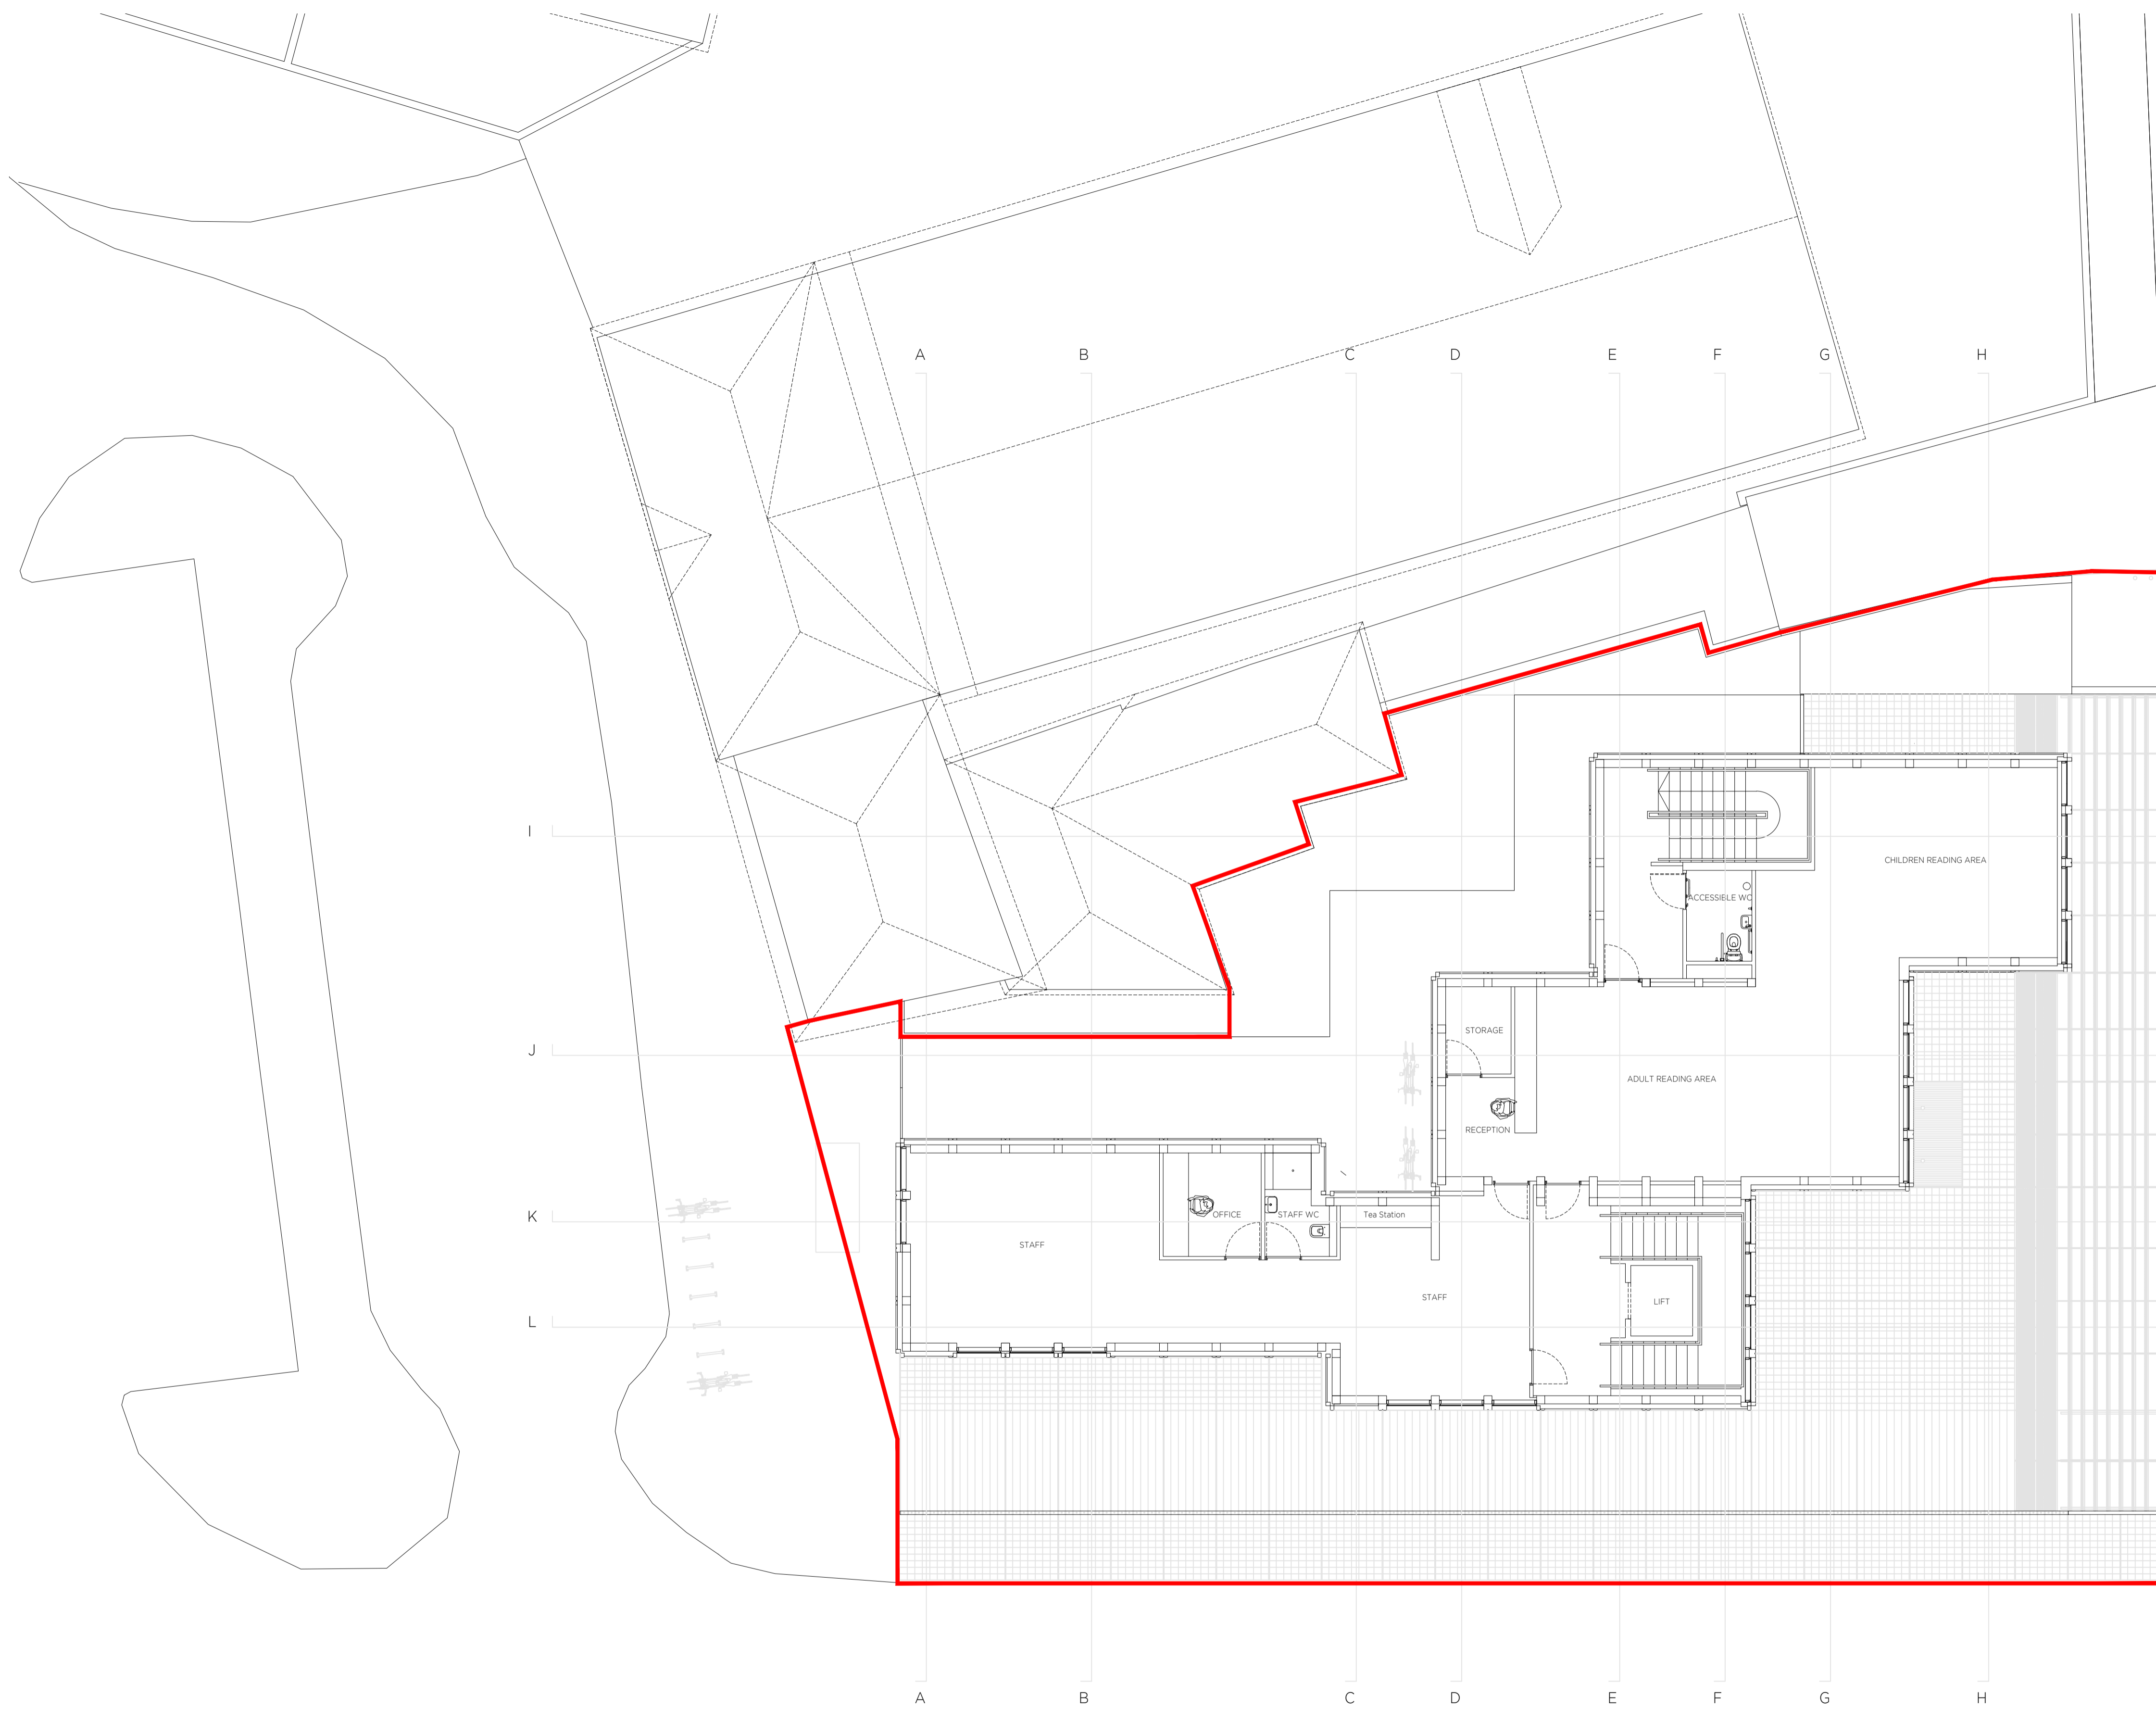 A B C D E F G H
I
CHILDREN READING AREA
ACCESSIBLE WC
STORAGE
J
ADULT READING AREA
RECEPTION
K
OFFICE
STAFF WC
Tea Station
STAFF
STAFF
LIFT
L
A B C D E F G H